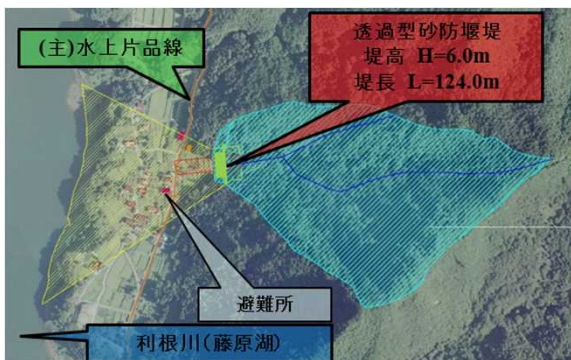 (主)水上片品線
透過型砂防堰堤
堤高 H=6.0m
堤長 L=124.0m
避難所
利根川(藤原湖)